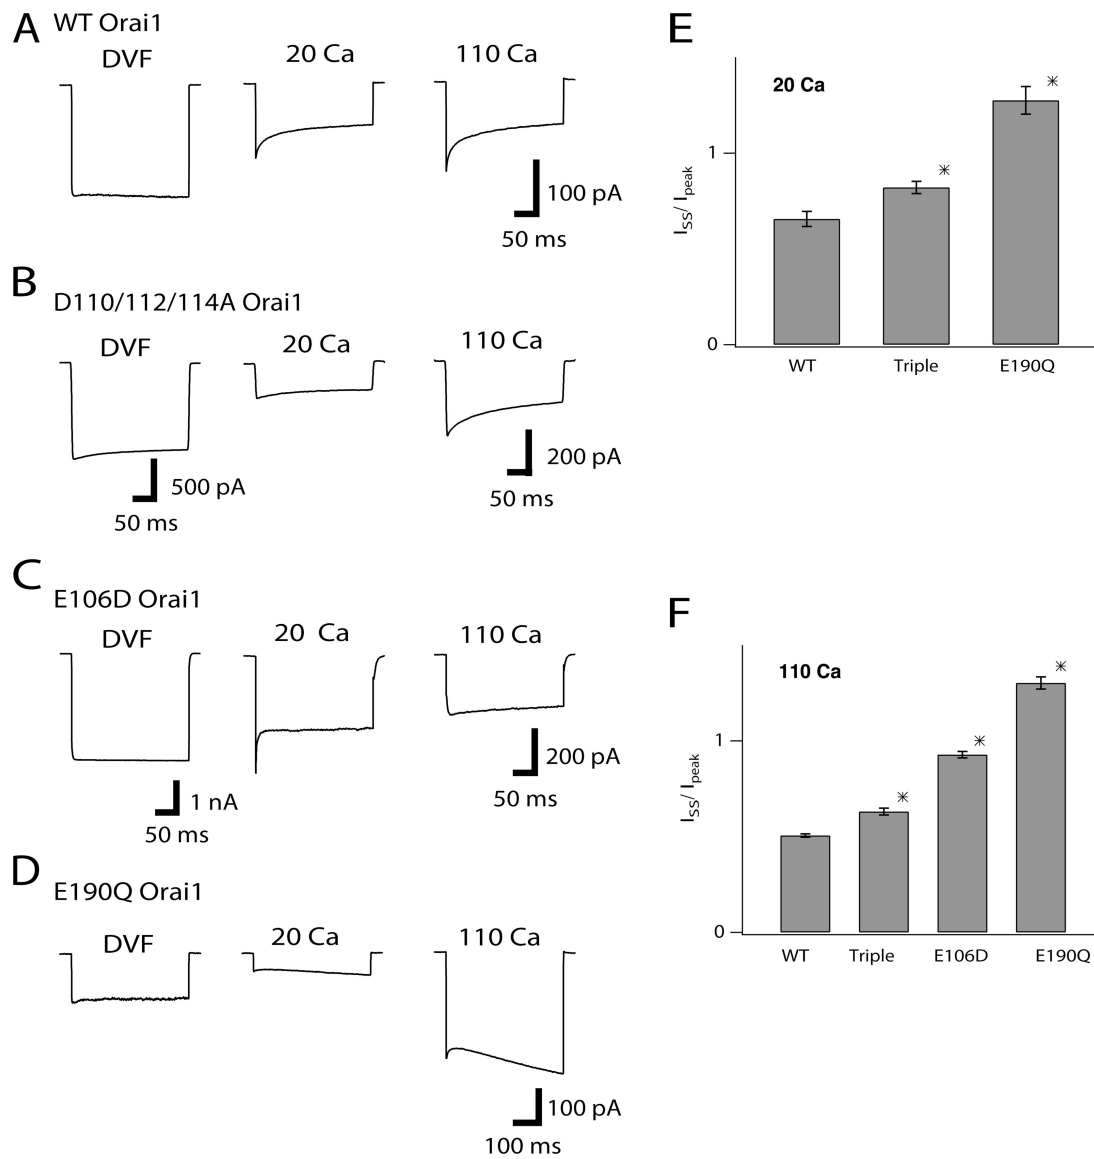 A
WT Orai1
DVF
20 Ca
110 Ca
100 pA
50 ms
B
D110/112/114A Orai1
DVF
20 Ca
110 Ca
500 pA
50 ms
200 pA
50 ms
C
E106D Orai1
DVF
20 Ca
110 Ca
1 nA
50 ms
200 pA
50 ms
D
E190Q Orai1
DVF
20 Ca
110 Ca
100 pA
100 ms
E
20 Ca
*
*
1
0
ISS/ Ipeak
WT
Triple
E190Q
F
110 Ca
*
*
*
1
0
ISS/ Ipeak
WT
Triple
E106D
E190Q